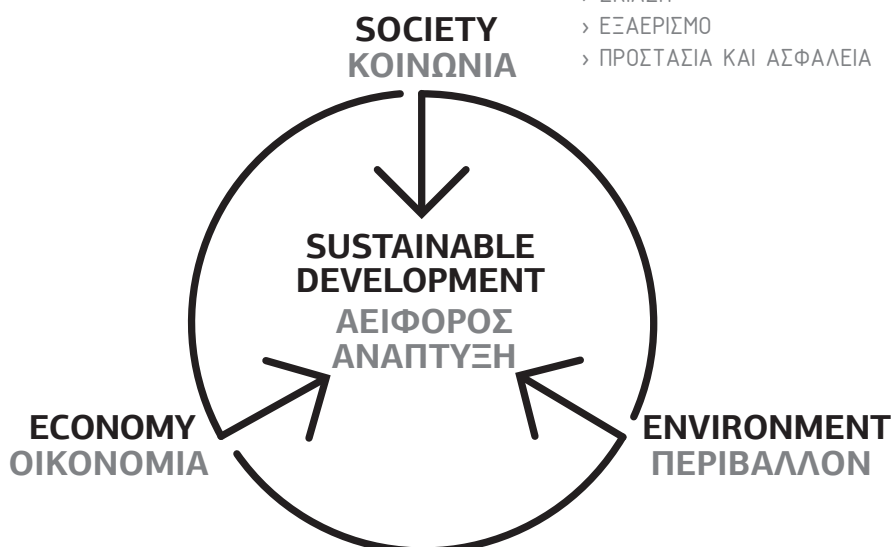 SOCIETY
ΚΟΙΝΩΝΙΑ
› ΕΞΑΕΡΙΣΜΟ
› ΠΡΟΣΤΑΣΙΑ ΚΑΙ ΑΣΦΑΛΕΙΑ
SUSTAINABLE
DEVELOPMENT
ΑΕΙΦΟΡΟΣ
ΑΝΑΠΤΥΞΗ
ECONOMY
ΟΙΚΟΝΟΜΙΑ
ENVIRONMENT
ΠΕΡΙΒΑΛΛΟΝ